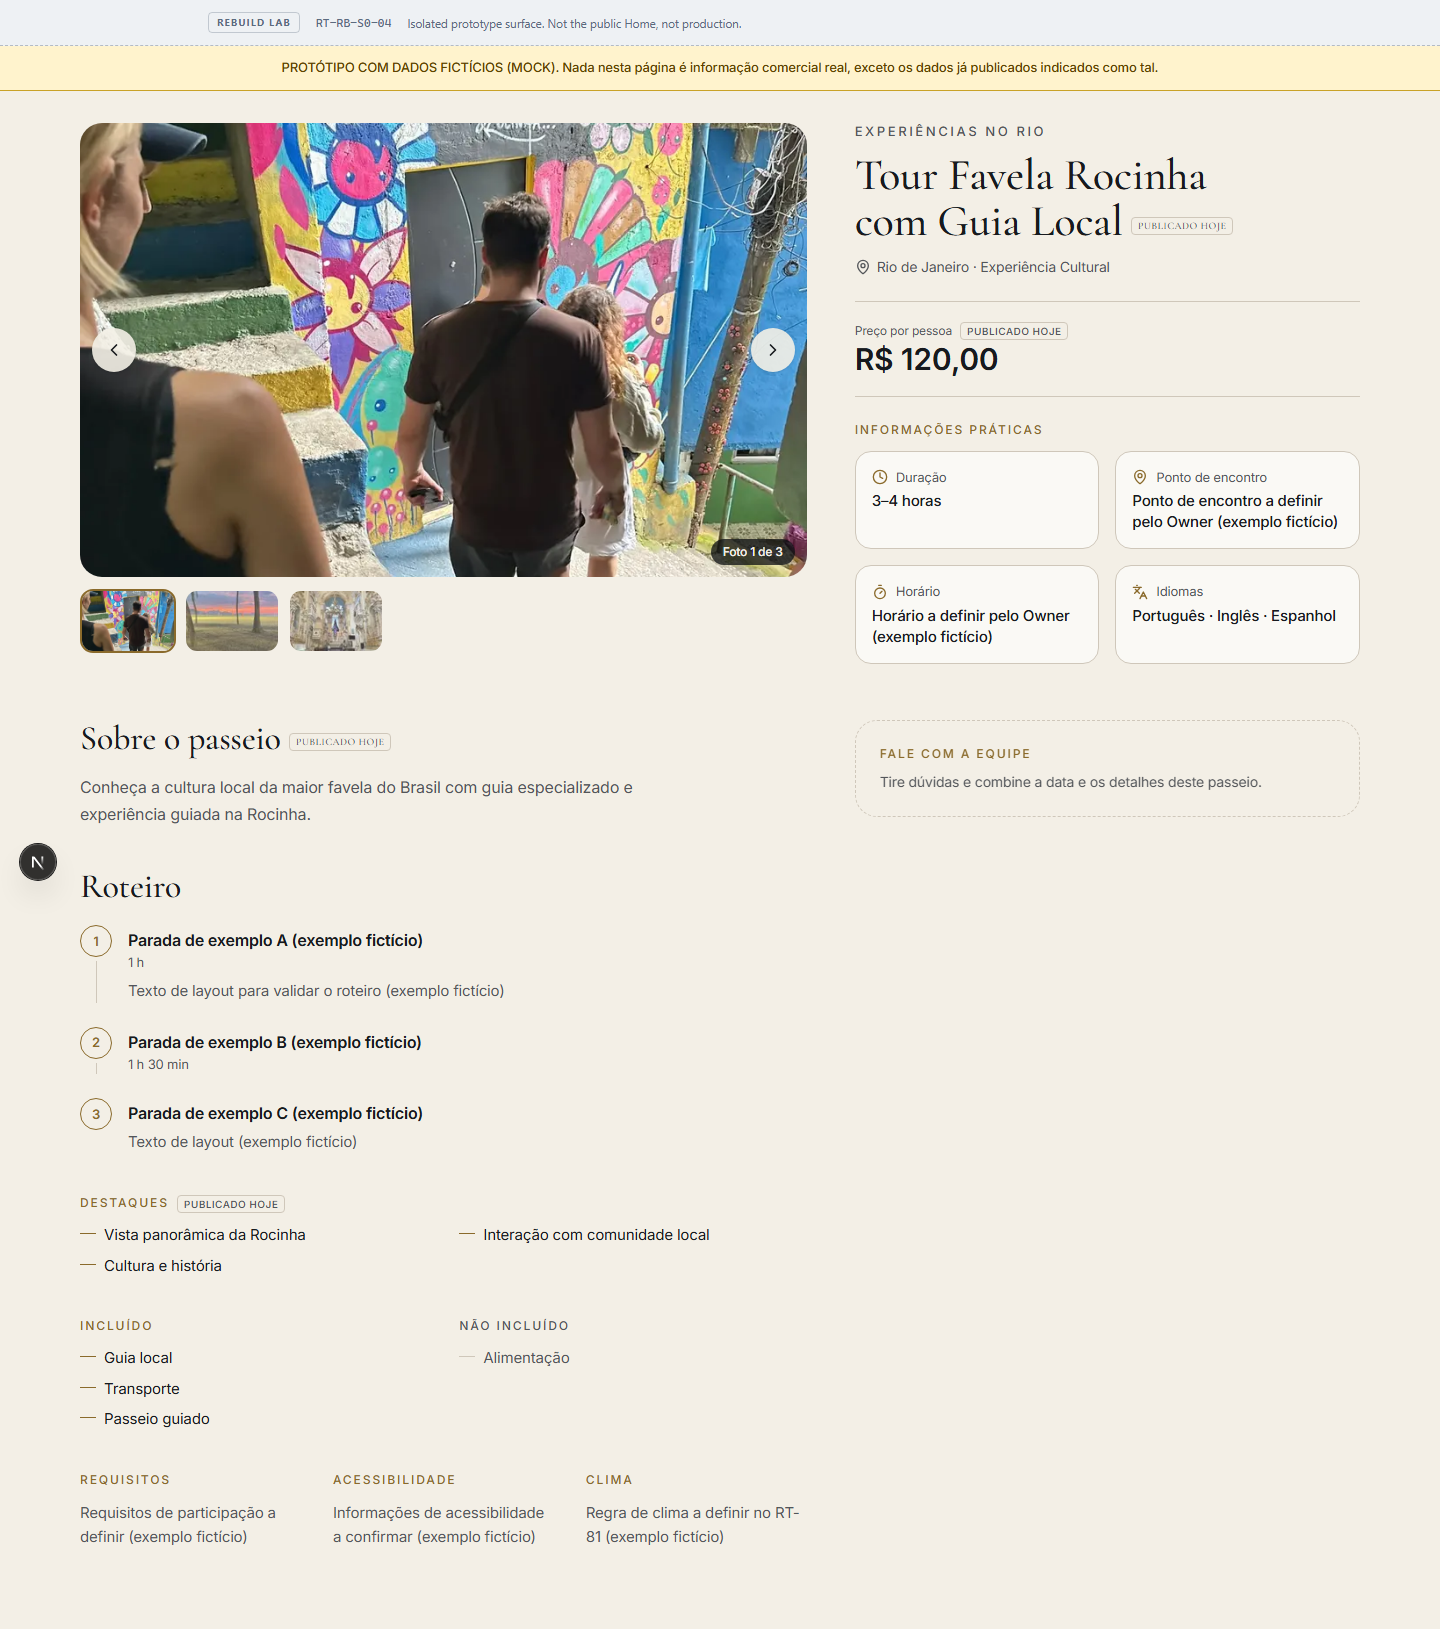 REBUILD LAB RT-RB-S0-04 Isolated prototype surface. Not the public Home, not production.
PROTÓTIPO COM DADOS FICTÍCIOS (MOCK). Nada nesta página é informação comercial real, exceto os dados já publicados indicados como tal.
Foto 1 de 3
EXPERIÊNCIAS NO RIO
Tour Favela Rocinha
com Guia Local PUBLICADO HOJE
Rio de Janeiro · Experiência Cultural
Preço por pessoa PUBLICADO HOJE
R$ 120,00
INFORMAÇÕES PRÁTICAS
Duração
3–4 horas
Ponto de encontro
Ponto de encontro a definir
pelo Owner (exemplo fictício)
Horário
Horário a definir pelo Owner
(exemplo fictício)
Idiomas
Português · Inglês · Espanhol
Sobre o passeio PUBLICADO HOJE
Conheça a cultura local da maior favela do Brasil com guia especializado e
experiência guiada na Rocinha.
FALE COM A EQUIPE
Tire dúvidas e combine a data e os detalhes deste passeio.
N
Roteiro
1 Parada de exemplo A (exemplo fictício)
1 h
Texto de layout para validar o roteiro (exemplo fictício)
2 Parada de exemplo B (exemplo fictício)
1 h 30 min
3 Parada de exemplo C (exemplo fictício)
Texto de layout (exemplo fictício)
DESTAQUES PUBLICADO HOJE
— Vista panorâmica da Rocinha
— Interação com comunidade local
— Cultura e história
INCLUÍDO
— Guia local
— Transporte
— Passeio guiado
NÃO INCLUÍDO
— Alimentação
REQUISITOS
Requisitos de participação a
definir (exemplo fictício)
ACESSIBILIDADE
Informações de acessibilidade
a confirmar (exemplo fictício)
CLIMA
Regra de clima a definir no RT-
81 (exemplo fictício)